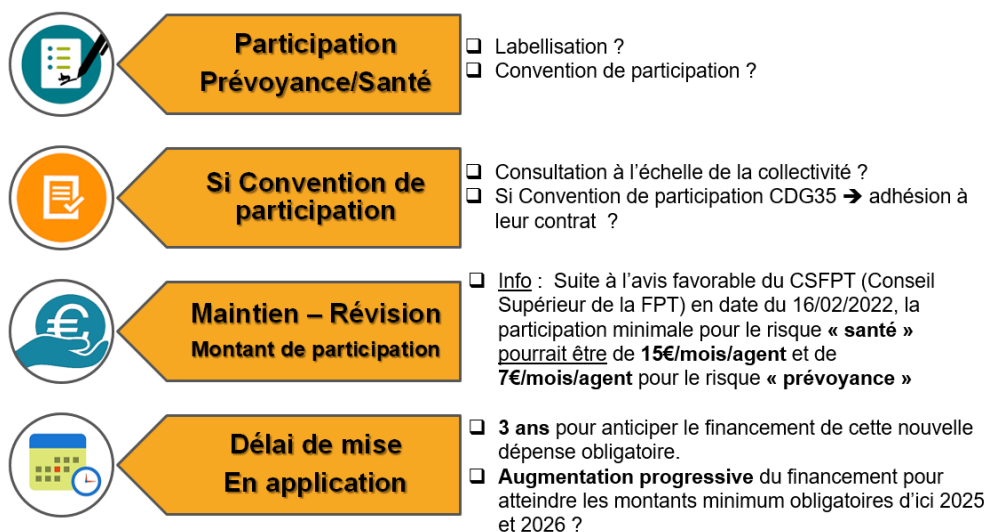 Participation
Prévoyance/Santé
❑ Labellisation ?
❑ Convention de participation ?
Si Convention de
participation
❑ Consultation à l’échelle de la collectivité ?
❑ Si Convention de participation CDG35 ➔ adhésion à
leur contrat ?
Maintien – Révision
Montant de participation
❑ Info : Suite à l’avis favorable du CSFPT (Conseil
Supérieur de la FPT) en date du 16/02/2022, la
participation minimale pour le risque « santé »
pourrait être de 15€/mois/agent et de
7€/mois/agent pour le risque « prévoyance »
Délai de mise
En application
❑ 3 ans pour anticiper le financement de cette nouvelle
dépense obligatoire.
❑ Augmentation progressive du financement pour
atteindre les montants minimum obligatoires d’ici 2025
et 2026 ?